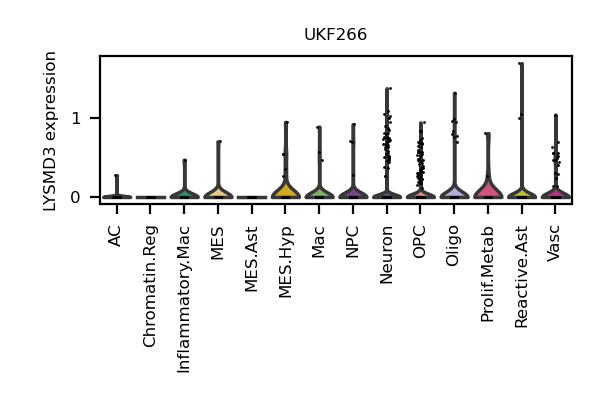 UKF266
LYSMD3 expression
1
0
AC
Chromatin.Reg
Inflammatory.Mac
MES
MES.Ast
MES.Hyp
Mac
NPC
Neuron
OPC
Oligo
Prolif.Metab
Reactive.Ast
Vasc